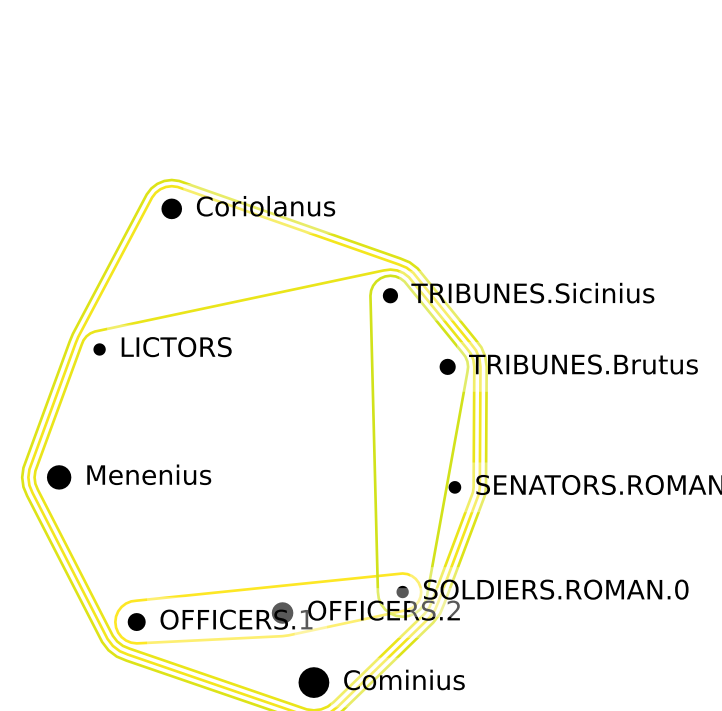 Coriolanus
TRIBUNES.Sicinius
LICTORS
TRIBUNES.Brutus
Menenius
SENATORS.ROMAN
SOLDIERS.ROMAN.0
OFFICERS.2
OFFICERS.1
Cominius